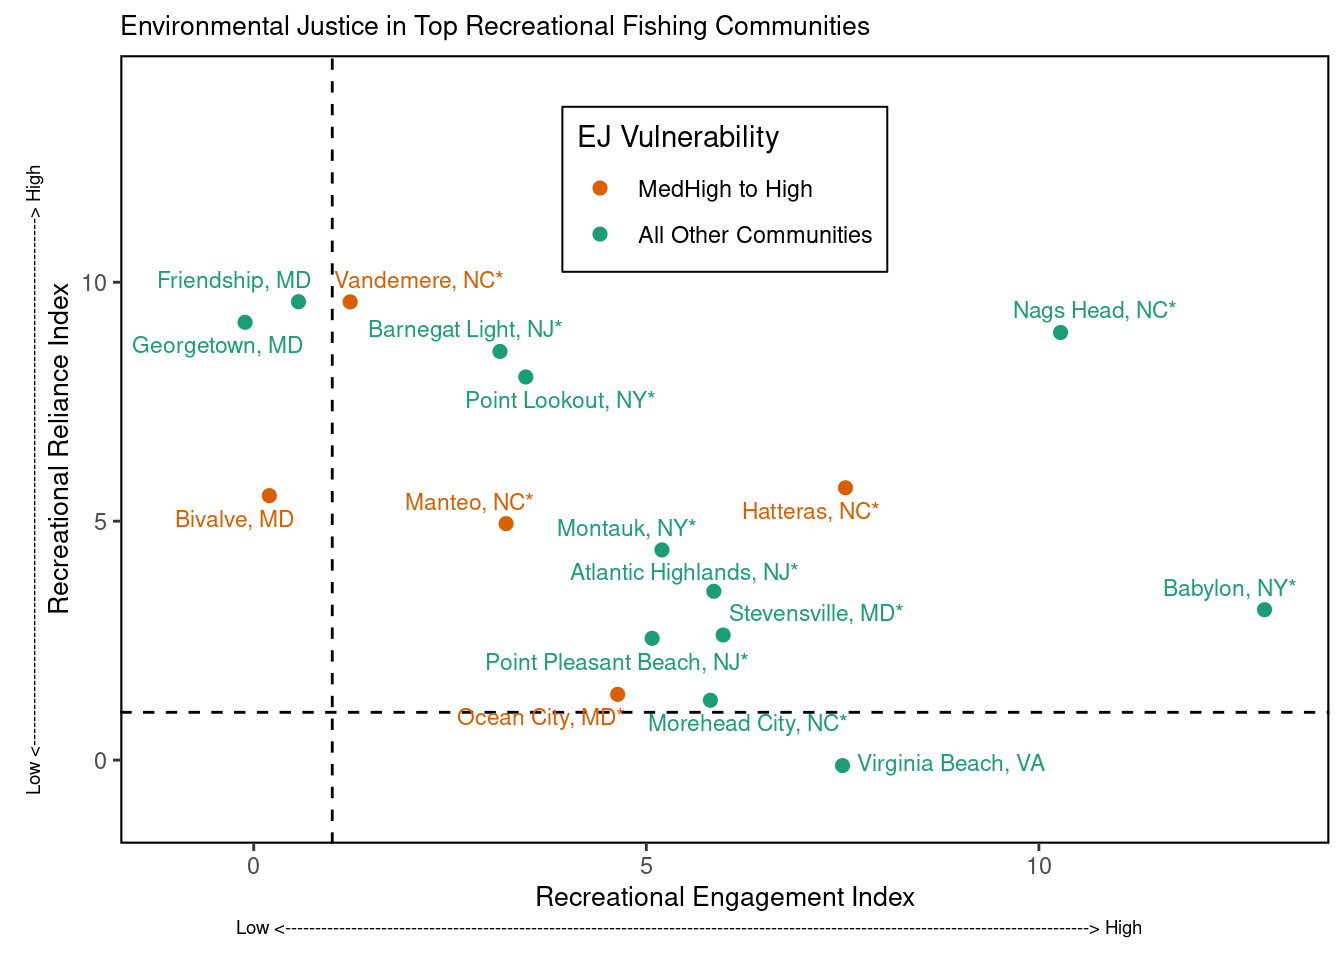 Environmental Justice in Top Recreational Fishing Communities
EJ Vulnerability
MedHigh to High
All Other Communities
Friendship, MD
Vandemere, NC*
Nags Head, NC*
Barnegat Light, NJ*
Georgetown, MD
Point Lookout, NY*
Bivalve, MD
Manteo, NC*
Hatteras, NC*
Montauk, NY*
Atlantic Highlands, NJ*
Babylon, NY*
Stevensville, MD*
Point Pleasant Beach, NJ*
Ocean City, MD*
Morehead City, NC*
Virginia Beach, VA
10
5
0
Recreational Reliance Index
Low <------------------------------------------------------------------------------------------> High
0
5
10
Recreational Engagement Index
Low <--------------------------------------------------------------------------------------------------------------------------------------> High